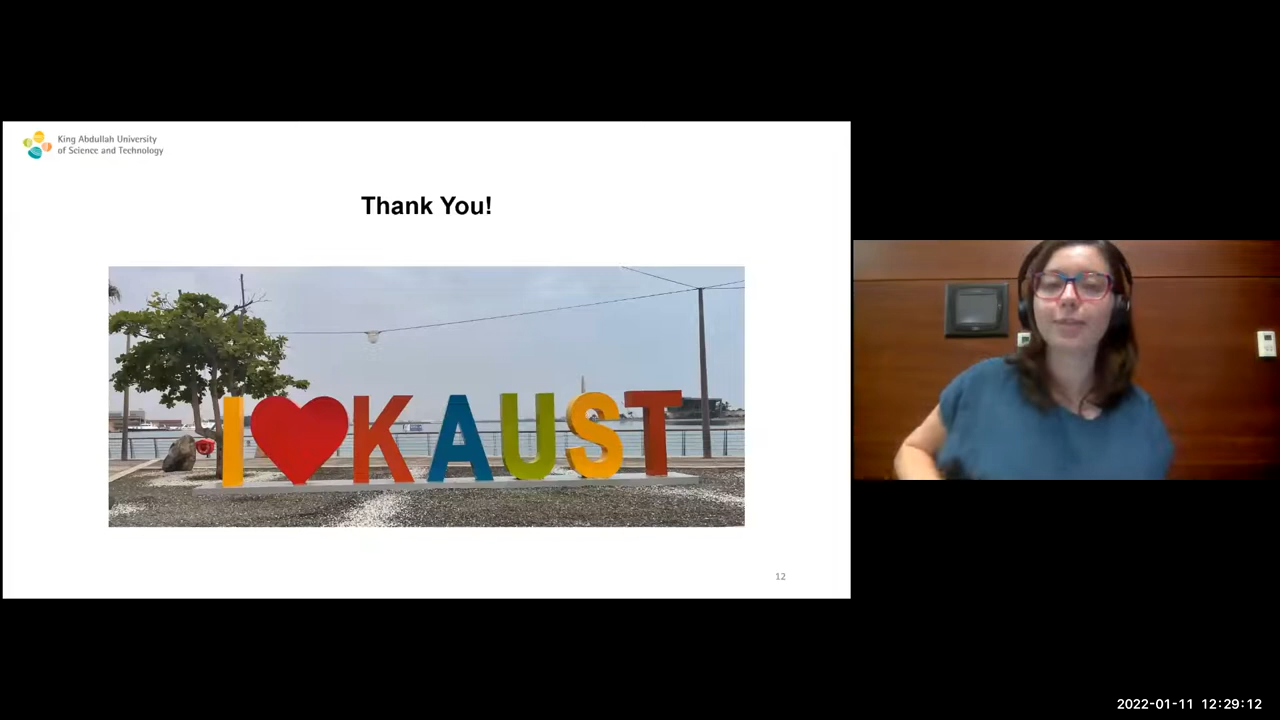 King Abdullah University
of Science and Technology
Thank You!
I ❤ KAUST
12
2022-01-11 12:29:12